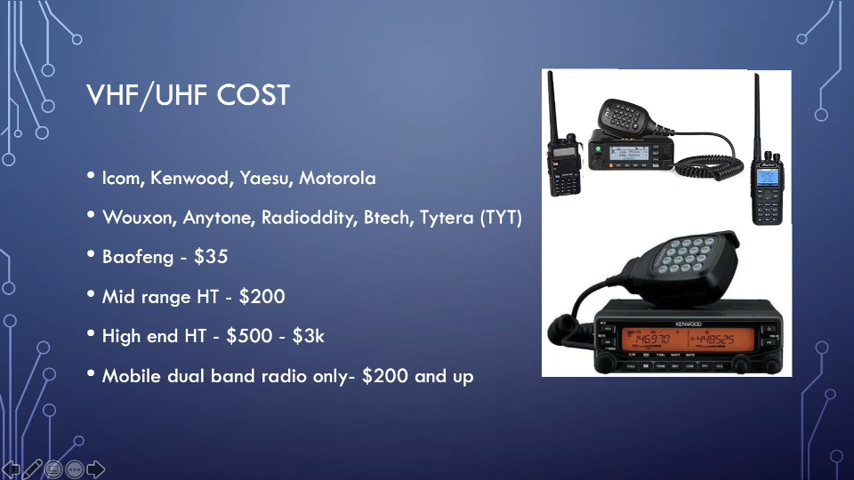 VHF/UHF COST
• Icom, Kenwood, Yaesu, Motorola
• Wouxon, Anytone, Radioddity, Btech, Tytera (TYT)
• Baofeng - $35
• Mid range HT - $200
• High end HT - $500 - $3k
• Mobile dual band radio only- $200 and up
KENWOOD
146970 448525